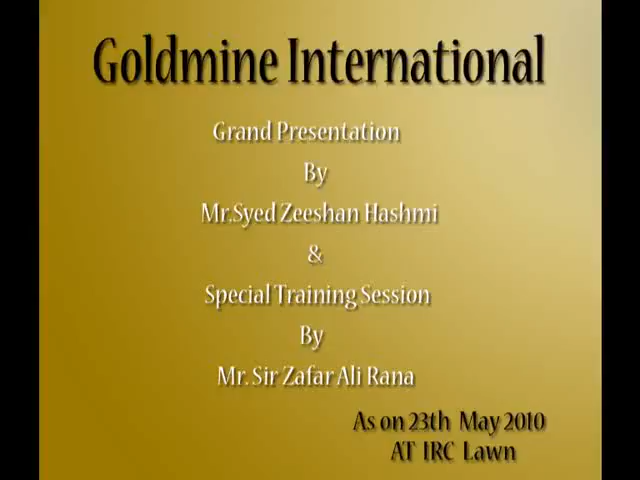 Goldmine International
Grand Presentation
By
Mr.Syed Zeeshan Hashmi
&
Special Training Session
By
Mr. Sir Zafar Ali Rana
As on 23th May 2010
AT IRC Lawn